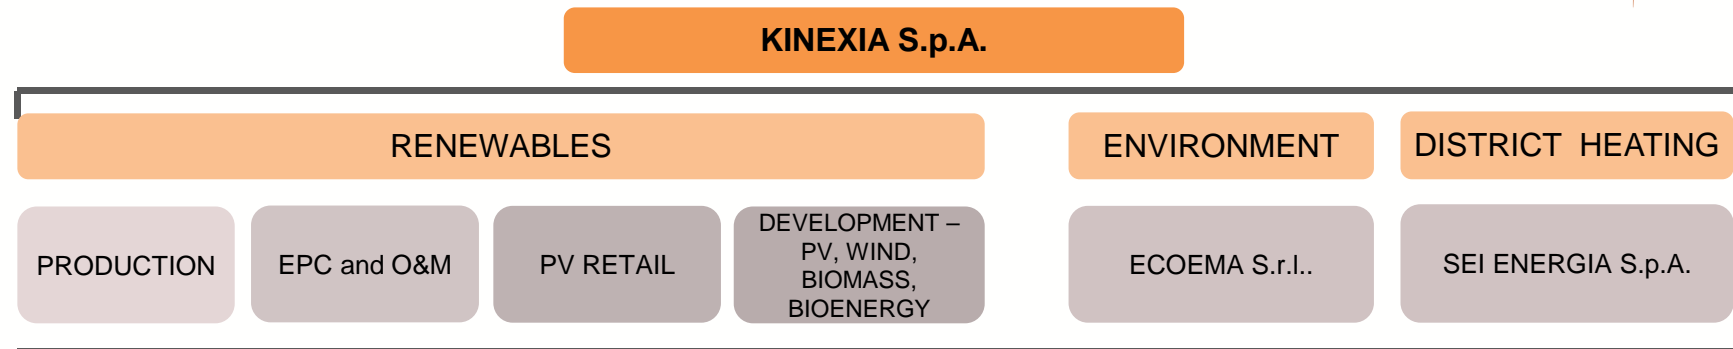 KINEXIA S.p.A.
RENEWABLES
ENVIRONMENT
DISTRICT HEATING
PRODUCTION
EPC and O&M
PV RETAIL
DEVELOPMENT –
PV, WIND,
BIOMASS,
BIOENERGY
ECOEMA S.r.l..
SEI ENERGIA S.p.A.